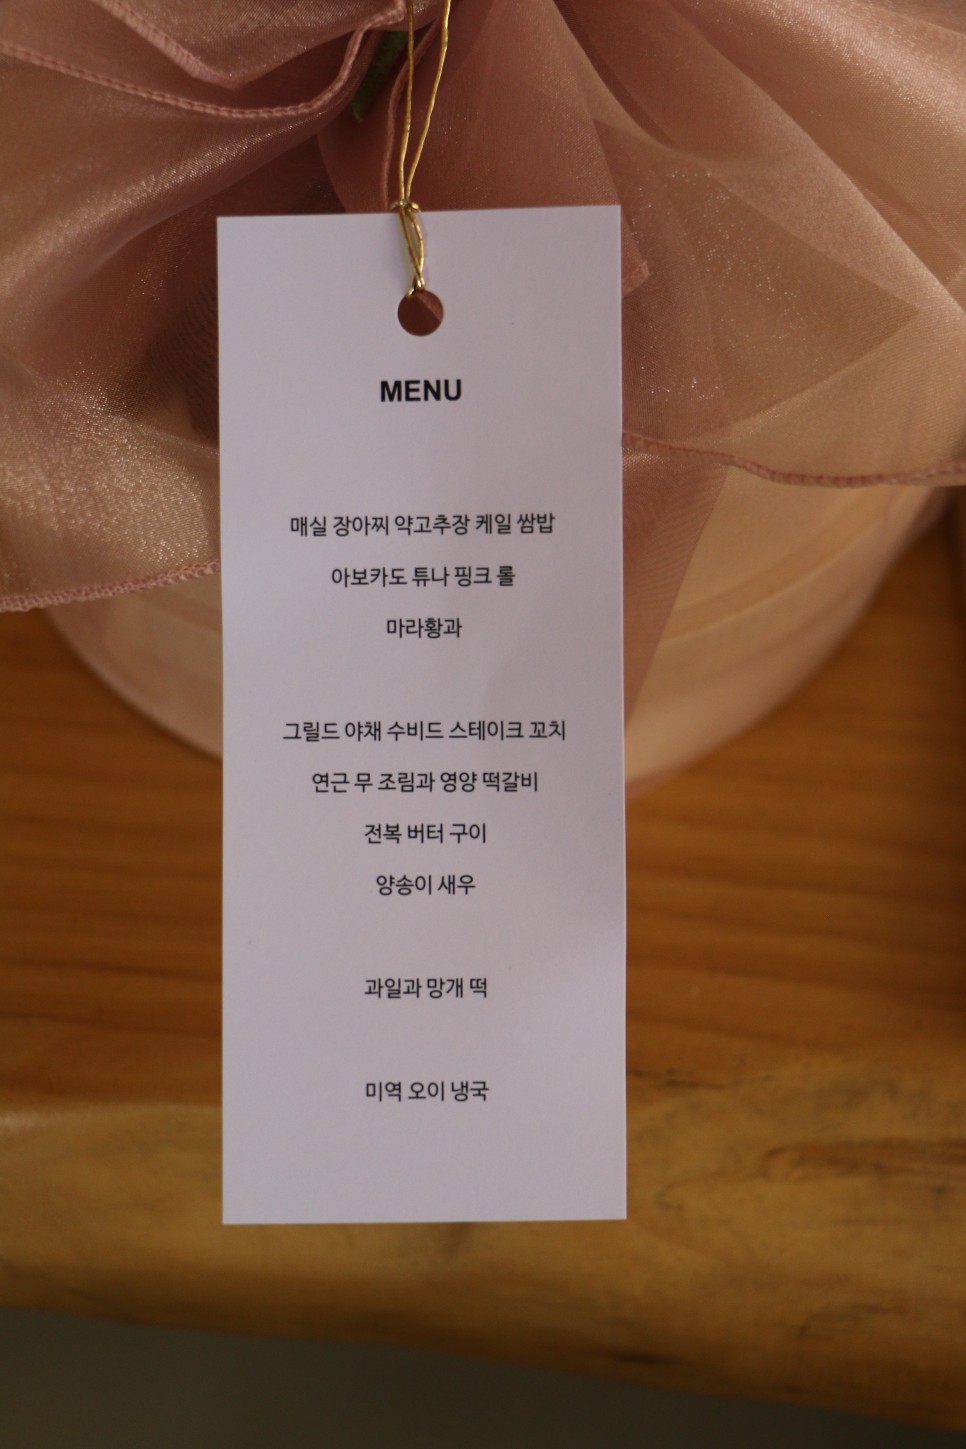 MENU
매실 장아찌 약고추장 케일 쌈밥
아보카도 튜나 핑크 롤
마라황과
그릴드 야채 수비드 스테이크 꼬치
연근 무 조림과 영양 떡갈비
전복 버터 구이
양송이 새우
과일과 망개 떡
미역 오이 냉국